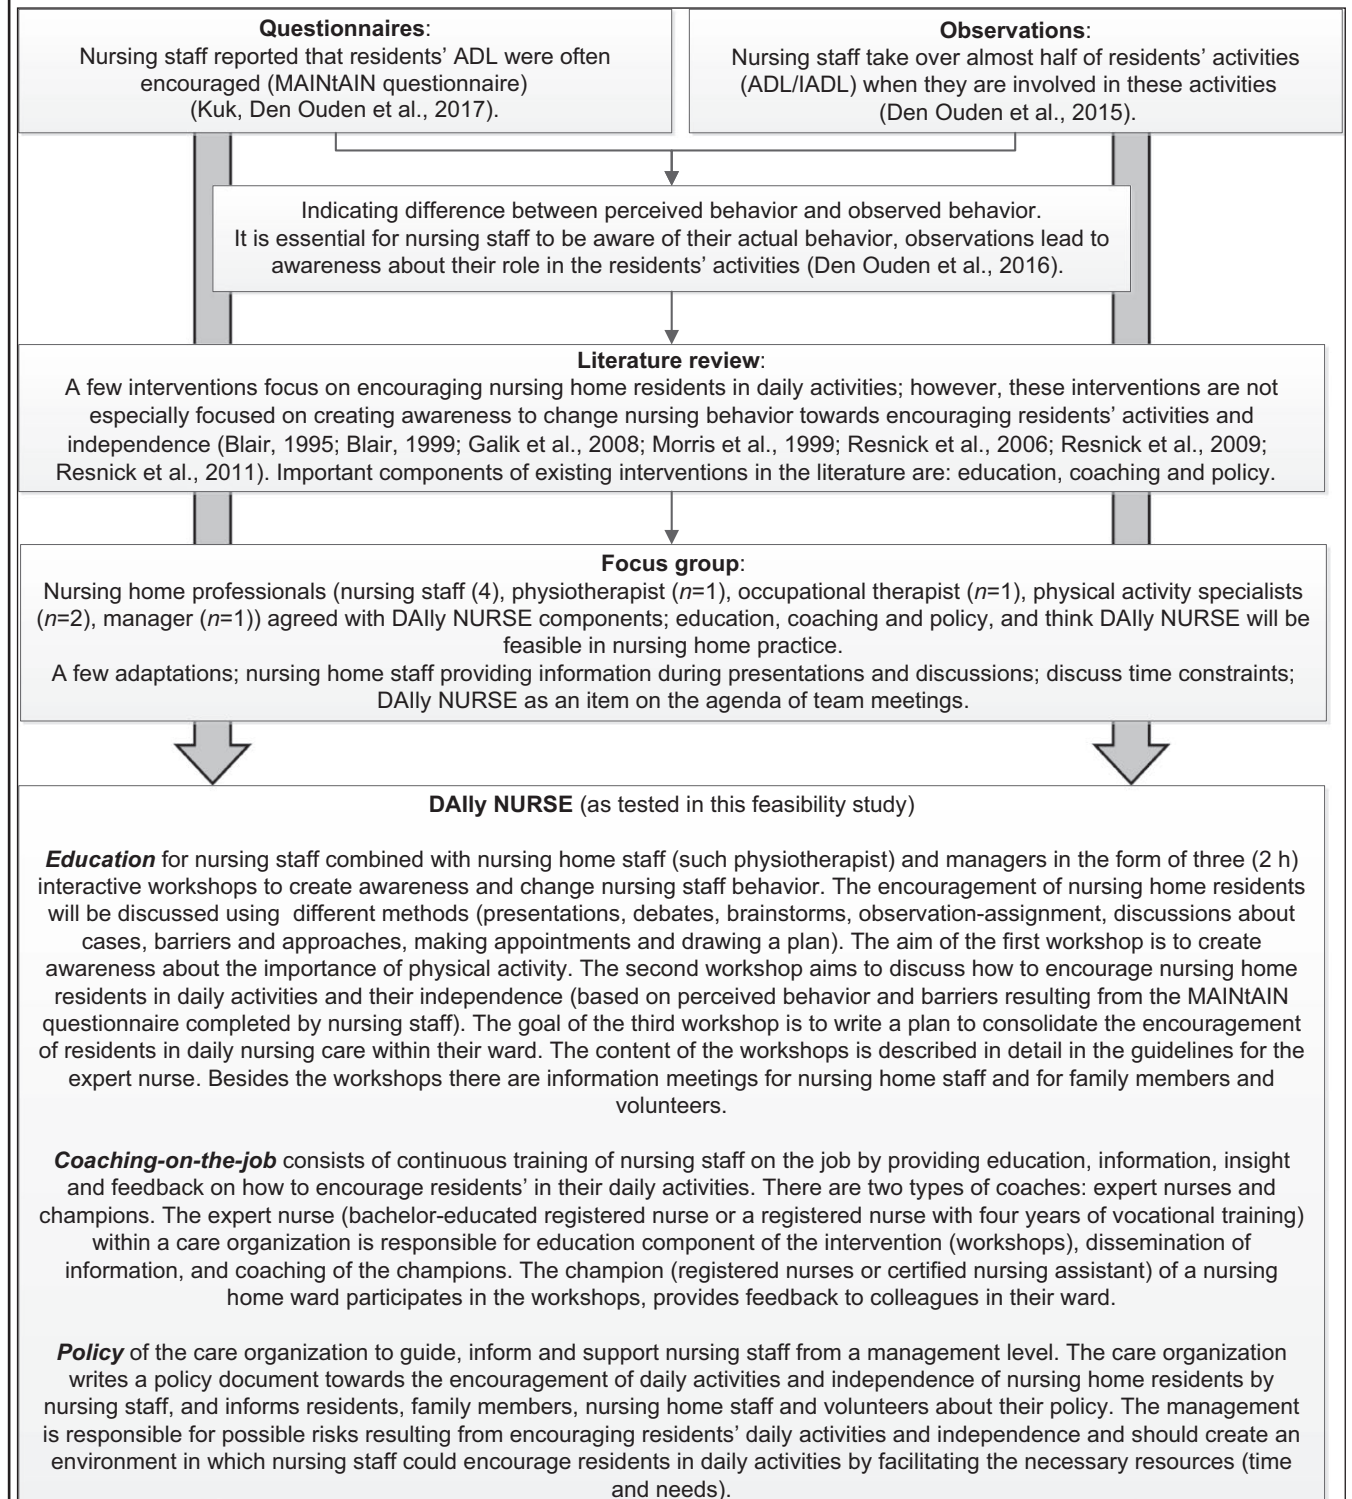 Questionnaires:
Nursing staff reported that residents’ ADL were often
encouraged (MAINtAIN questionnaire)
(Kuk, Den Ouden et al., 2017).
Observations:
Nursing staff take over almost half of residents’ activities
(ADL/IADL) when they are involved in these activities
(Den Ouden et al., 2015).
Indicating difference between perceived behavior and observed behavior.
It is essential for nursing staff to be aware of their actual behavior, observations lead to
awareness about their role in the residents’ activities (Den Ouden et al., 2016).
Literature review:
A few interventions focus on encouraging nursing home residents in daily activities; however, these interventions are not
especially focused on creating awareness to change nursing behavior towards encouraging residents’ activities and
independence (Blair, 1995; Blair, 1999; Galik et al., 2008; Morris et al., 1999; Resnick et al., 2006; Resnick et al., 2009;
Resnick et al., 2011). Important components of existing interventions in the literature are: education, coaching and policy.
Focus group:
Nursing home professionals (nursing staff (4), physiotherapist (n=1), occupational therapist (n=1), physical activity specialists
(n=2), manager (n=1)) agreed with DAIly NURSE components; education, coaching and policy, and think DAIly NURSE will be
feasible in nursing home practice.
A few adaptations; nursing home staff providing information during presentations and discussions; discuss time constraints;
DAIly NURSE as an item on the agenda of team meetings.
DAIly NURSE (as tested in this feasibility study)
Education for nursing staff combined with nursing home staff (such physiotherapist) and managers in the form of three (2 h)
interactive workshops to create awareness and change nursing staff behavior. The encouragement of nursing home residents
will be discussed using different methods (presentations, debates, brainstorms, observation-assignment, discussions about
cases, barriers and approaches, making appointments and drawing a plan). The aim of the first workshop is to create
awareness about the importance of physical activity. The second workshop aims to discuss how to encourage nursing home
residents in daily activities and their independence (based on perceived behavior and barriers resulting from the MAINtAIN
questionnaire completed by nursing staff). The goal of the third workshop is to write a plan to consolidate the encouragement
of residents in daily nursing care within their ward. The content of the workshops is described in detail in the guidelines for the
expert nurse. Besides the workshops there are information meetings for nursing home staff and for family members and
volunteers.
Coaching-on-the-job consists of continuous training of nursing staff on the job by providing education, information, insight
and feedback on how to encourage residents’ in their daily activities. There are two types of coaches: expert nurses and
champions. The expert nurse (bachelor-educated registered nurse or a registered nurse with four years of vocational training)
within a care organization is responsible for education component of the intervention (workshops), dissemination of
information, and coaching of the champions. The champion (registered nurses or certified nursing assistant) of a nursing
home ward participates in the workshops, provides feedback to colleagues in their ward.
Policy of the care organization to guide, inform and support nursing staff from a management level. The care organization
writes a policy document towards the encouragement of daily activities and independence of nursing home residents by
nursing staff, and informs residents, family members, nursing home staff and volunteers about their policy. The management
is responsible for possible risks resulting from encouraging residents’ daily activities and independence and should create an
environment in which nursing staff could encourage residents in daily activities by facilitating the necessary resources (time
and needs).